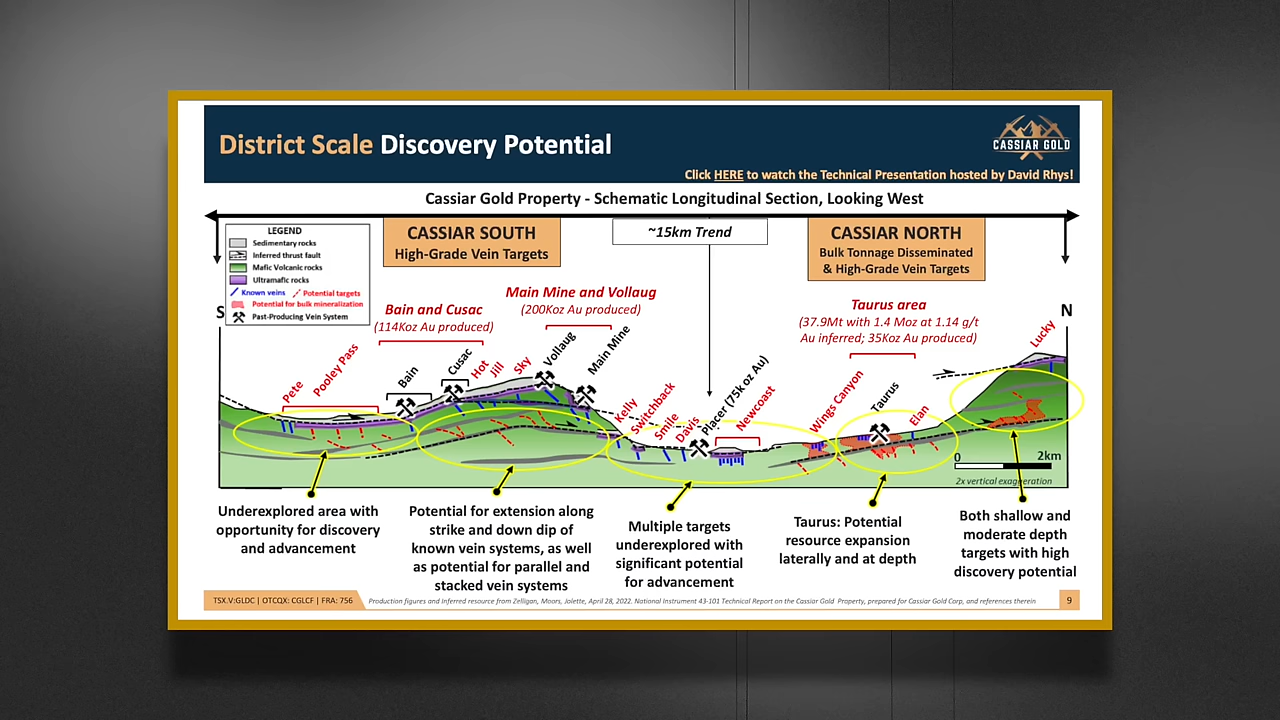 District Scale Discovery Potential
CASSIAR GOLD
Click HERE to watch the Technical Presentation hosted by David Rhys!
Cassiar Gold Property - Schematic Longitudinal Section, Looking West
LEGEND
Sedimentary rocks
Inferred thrust fault
Mafic Volcanic rocks
Ultramafic rocks
Known veins
Potential targets
Potential for bulk mineralization
Past-Producing Vein System
CASSIAR SOUTH
High-Grade Vein Targets
~15km Trend
CASSIAR NORTH
Bulk Tonnage Disseminated
& High-Grade Vein Targets
S
N
Bain and Cusac
(114Koz Au produced)
Main Mine and Vollaug
(200Koz Au produced)
Taurus area
(37.9Mt with 1.4 Moz at 1.14 g/t
Au inferred; 35Koz Au produced)
Pete
Pooley Pass
Bain
Cusac
Hot
Jill
Sky
Vollaug
Main Mine
Kelly
Switchback
Smile
Davis
Placer (75k oz Au)
Newcoast
Wings Canyon
Taurus
Elan
Lucky
0
2km
2x vertical exaggeration
Underexplored area with
opportunity for discovery
and advancement
Potential for extension along
strike and down dip of
known vein systems, as well
as potential for parallel and
stacked vein systems
Multiple targets
underexplored with
significant potential
for advancement
Taurus: Potential
resource expansion
laterally and at depth
Both shallow and
moderate depth
targets with high
discovery potential
TSX.V:GLDC | OTCQX: CGLCF | FRA: 756
Production figures and Inferred resource from Zelligan, Moors, Jolette, April 28, 2022. National Instrument 43-101 Technical Report on the Cassiar Gold Property, prepared for Cassiar Gold Corp, and references therein
9